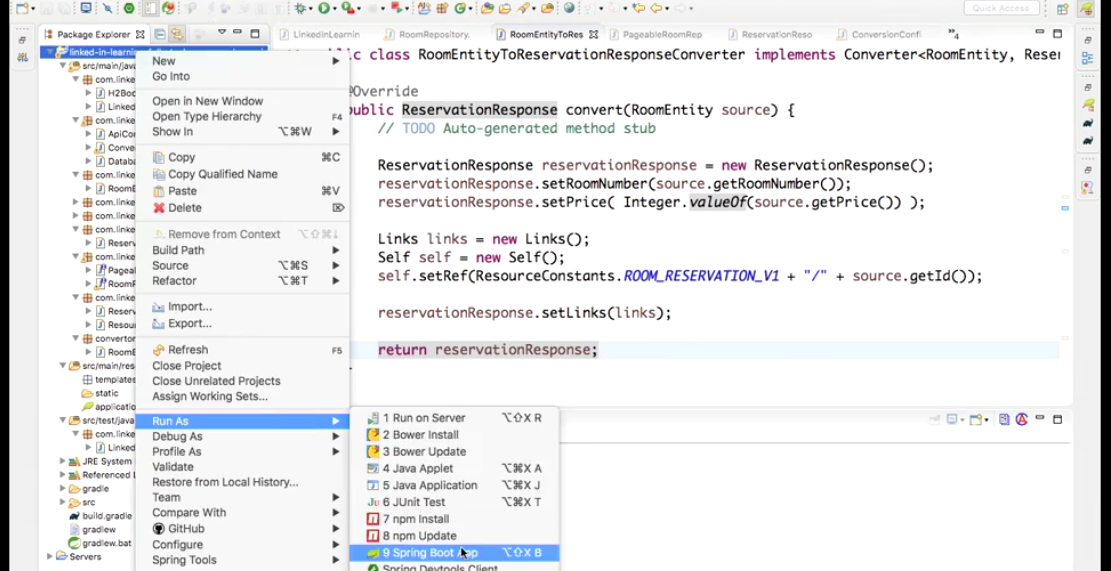 Quick Access
Package Explorer
LinkedInLearnin
RoomRepository.
RoomEntityToRes
PageableRoomRep
ReservationReso
ConversionConfi
4
linked-in-learning
src/main/java
com.linke
H2Boo
Linked
com.linke
ApiCor
Conve
Databa
com.linke
RoomE
com.linke
com.linke
com.linke
Reserv
com.linke
Pageal
RoomF
com.linke
Reserv
Resou
convertor
RoomE
src/main/res
templates
static
applicatio
src/test/java
com.linke
Linked
JRE System
Referenced L
gradle
src
build.gradle
gradlew
gradlew.bat
Servers
New
Go Into
Open in New Window
Open Type Hierarchy F4
Show In ⌥⌘W
Copy ⌘C
Copy Qualified Name
Paste ⌘V
Delete ⌦
Remove from Context ⌥⇧⌘↓
Build Path
Source ⌥⌘S
Refactor ⌥⌘T
Import...
Export...
Refresh F5
Close Project
Close Unrelated Projects
Assign Working Sets...
Run As
Debug As
Profile As
Validate
Restore from Local History...
Team
Compare With
GitHub
Configure
Spring Tools
1 Run on Server ⌥⇧X R
2 Bower Install
3 Bower Update
4 Java Applet ⌥⌘X A
5 Java Application ⌥⌘X J
6 JUnit Test ⌥⌘X T
7 npm Install
8 npm Update
9 Spring Boot App ⌥⇧X B
Spring Devtools Client
c class RoomEntityToReservationResponseConverter implements Converter<RoomEntity, Reser
@Override
public ReservationResponse convert(RoomEntity source) {
// TODO Auto-generated method stub
ReservationResponse reservationResponse = new ReservationResponse();
reservationResponse.setRoomNumber(source.getRoomNumber());
reservationResponse.setPrice( Integer.valueOf(source.getPrice()) );
Links links = new Links();
Self self = new Self();
self.setRef(ResourceConstants.ROOM_RESERVATION_V1 + "/" + source.getId());
reservationResponse.setLinks(links);
return reservationResponse;